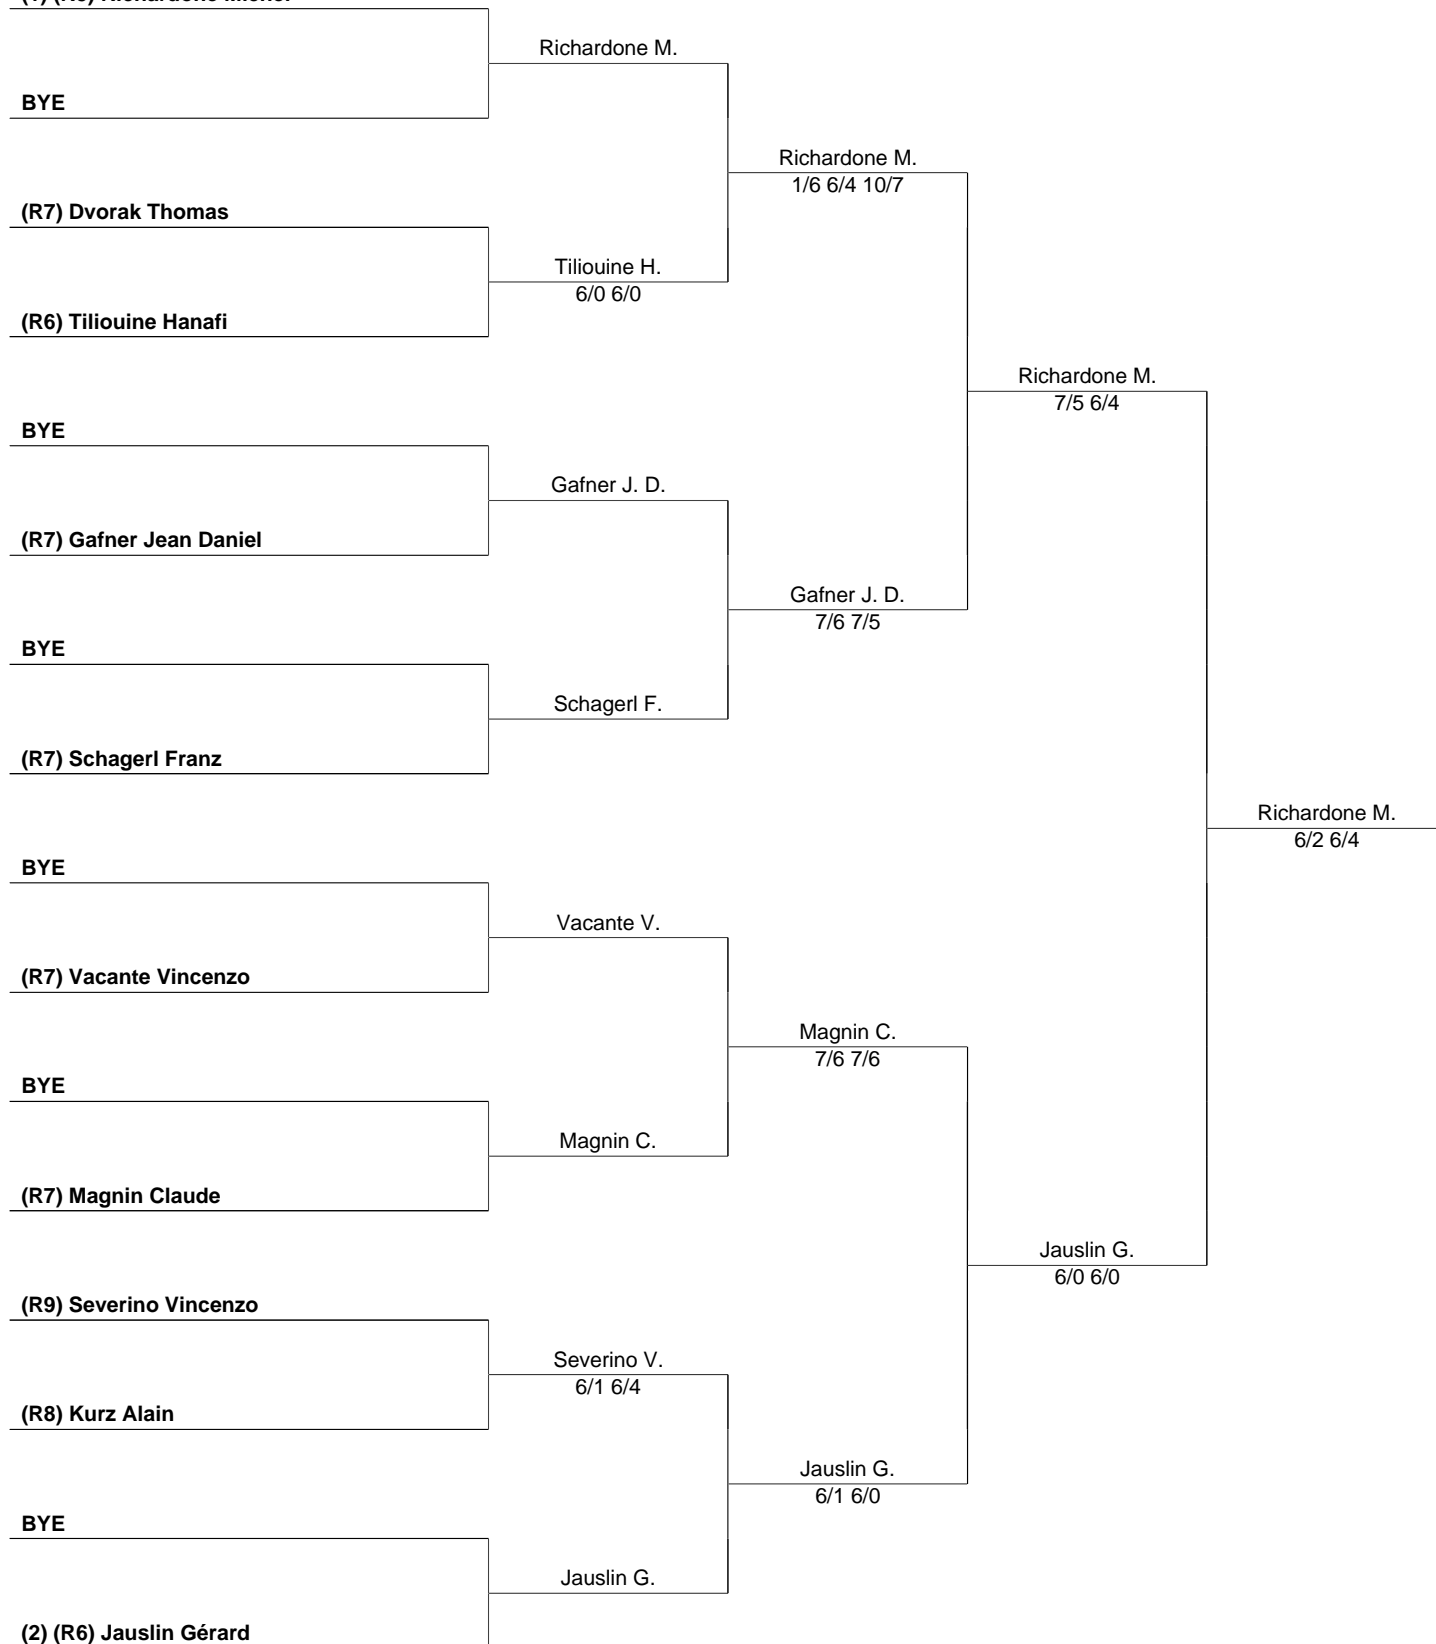 Richardone M.
BYE
Richardone M.
1/6 6/4 10/7
(R7) Dvorak Thomas
Tiliouine H.
6/0 6/0
(R6) Tiliouine Hanafi
Richardone M.
7/5 6/4
BYE
Gafner J. D.
(R7) Gafner Jean Daniel
Gafner J. D.
7/6 7/5
BYE
Schagerl F.
(R7) Schagerl Franz
Richardone M.
6/2 6/4
BYE
Vacante V.
(R7) Vacante Vincenzo
Magnin C.
7/6 7/6
BYE
Magnin C.
(R7) Magnin Claude
Jauslin G.
6/0 6/0
(R9) Severino Vincenzo
Severino V.
6/1 6/4
(R8) Kurz Alain
Jauslin G.
6/1 6/0
BYE
Jauslin G.
(2) (R6) Jauslin Gérard